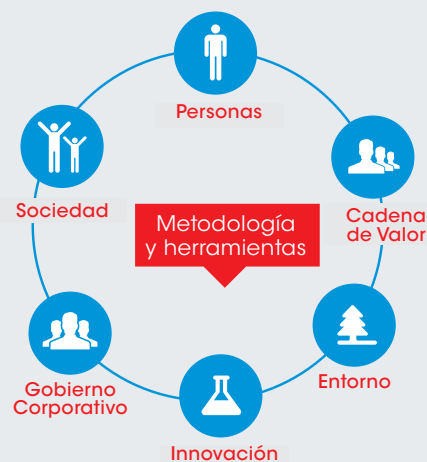 Personas
Sociedad
Cadena
de Valor
Metodología
y herramientas
Entorno
Gobierno
Corporativo
Innovación